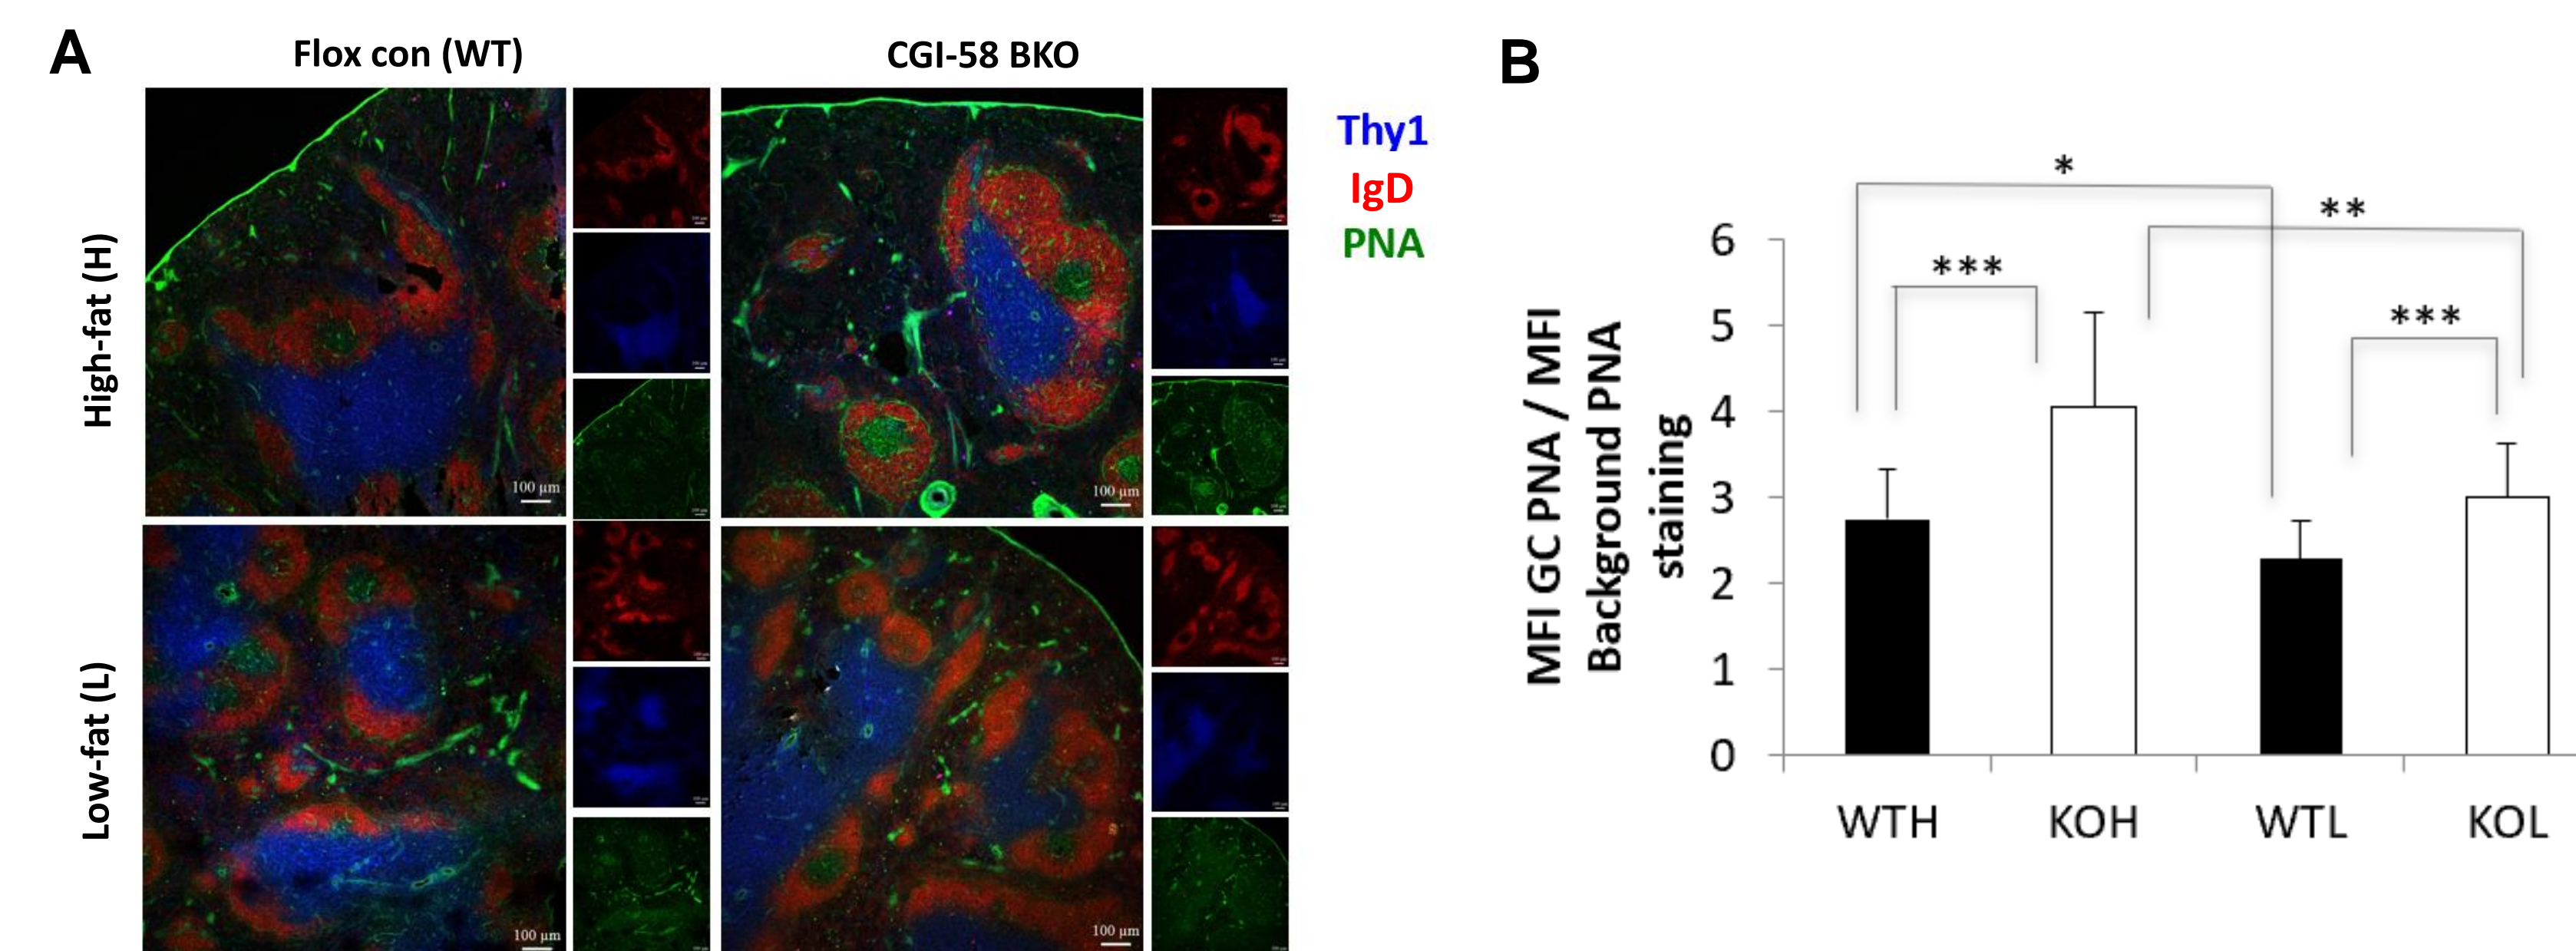 A
Flox con (WT)
CGI-58 BKO
High-fat (H)
Low-fat (L)
100 µm
100 µm
100 µm
100 µm
Thy1
IgD
PNA
B
MFI GC PNA / MFI
Background PNA
staining
6
5
4
3
2
1
0
*
**
***
***
WTH
KOH
WTL
KOL